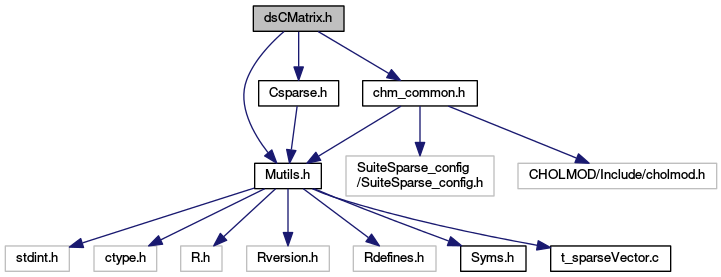 dsCMatrix.h
Csparse.h
chm_common.h
Mutils.h
SuiteSparse_config
/SuiteSparse_config.h
CHOLMOD/Include/cholmod.h
stdint.h
ctype.h
R.h
Rversion.h
Rdefines.h
Syms.h
t_sparseVector.c